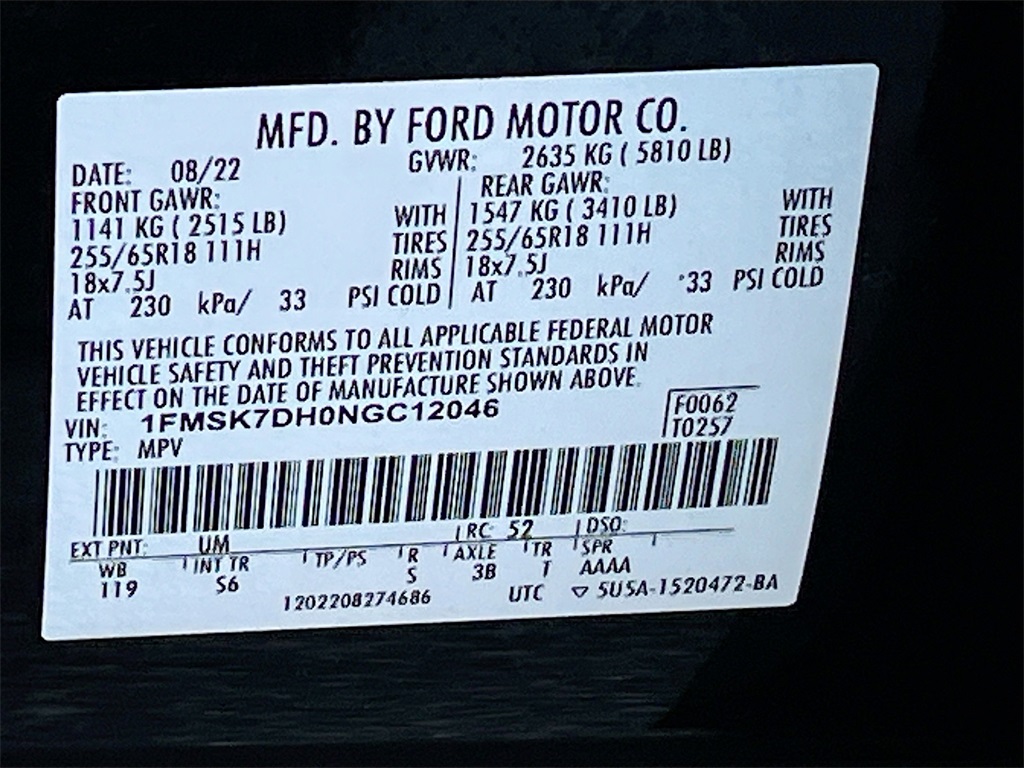 MFD. BY FORD MOTOR CO.
DATE: 08/22 GVWR: 2635 KG ( 5810 LB)
FRONT GAWR: REAR GAWR:
1141 KG ( 2515 LB) WITH 1547 KG ( 3410 LB) WITH
255/65R18 111H TIRES 255/65R18 111H TIRES
18x7.5J RIMS 18x7.5J RIMS
AT 230 kPa/ 33 PSI COLD AT 230 kPa/ 33 PSI COLD
THIS VEHICLE CONFORMS TO ALL APPLICABLE FEDERAL MOTOR
VEHICLE SAFETY AND THEFT PREVENTION STANDARDS IN
EFFECT ON THE DATE OF MANUFACTURE SHOWN ABOVE.
VIN: 1FMSK7DH0NGC12046 F0062
TYPE: MPV T0257
EXT PNT: UM RC: 52 DSO:
WB INT TR TP/PS R AXLE TR SPR
119 S6 S 3B T AAAA
1202208274686 UTC ▽ 5U5A-1520472-BA